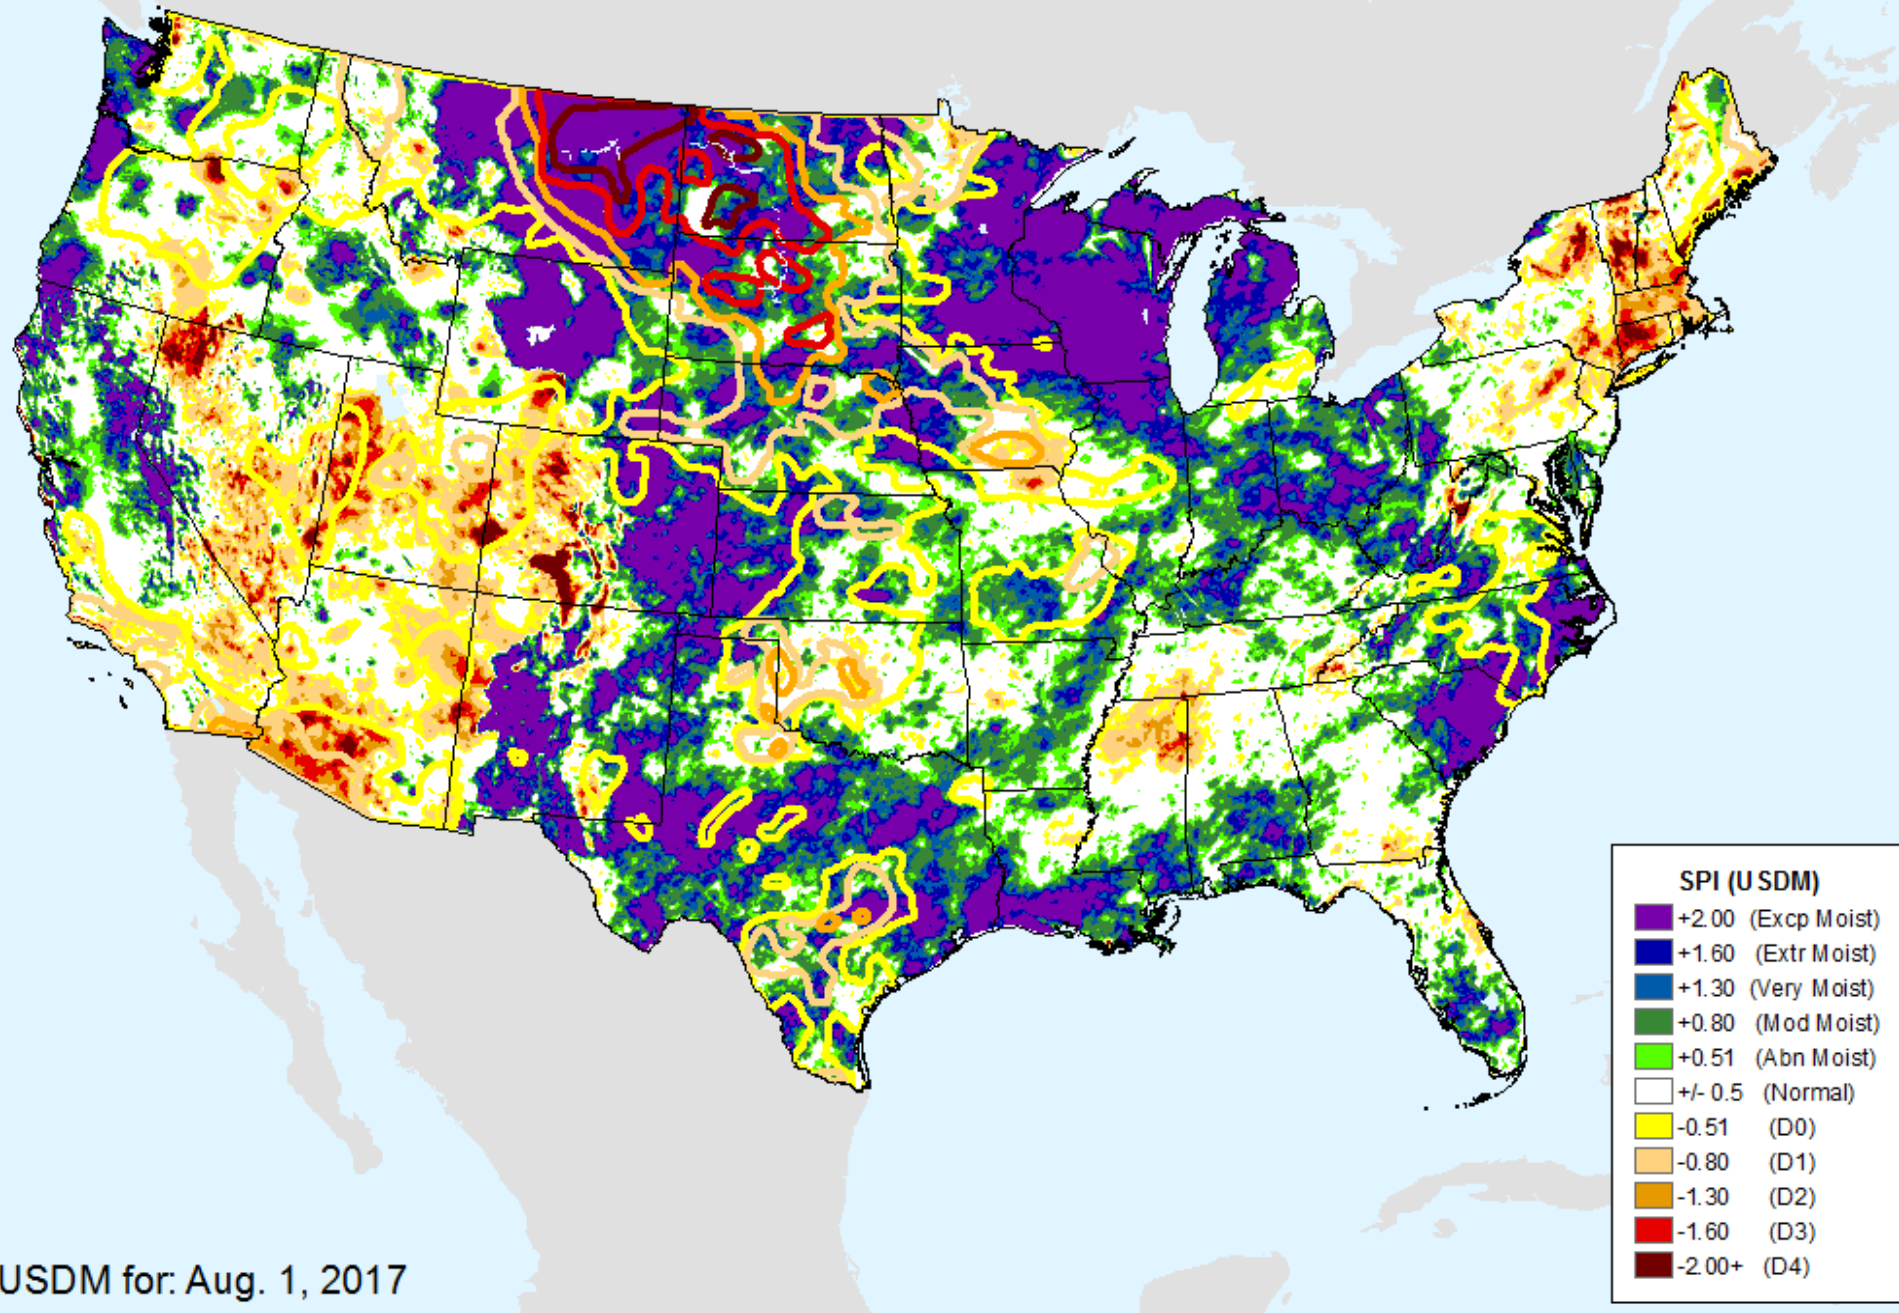 SPI (USDM)
+2.00 (Excp Moist)
+1.60 (Extr Moist)
+1.30 (Very Moist)
+0.80 (Mod Moist)
+0.51 (Abn Moist)
+/- 0.5 (Normal)
-0.51 (D0)
-0.80 (D1)
-1.30 (D2)
-1.60 (D3)
-2.00+ (D4)
USDM for: Aug. 1, 2017